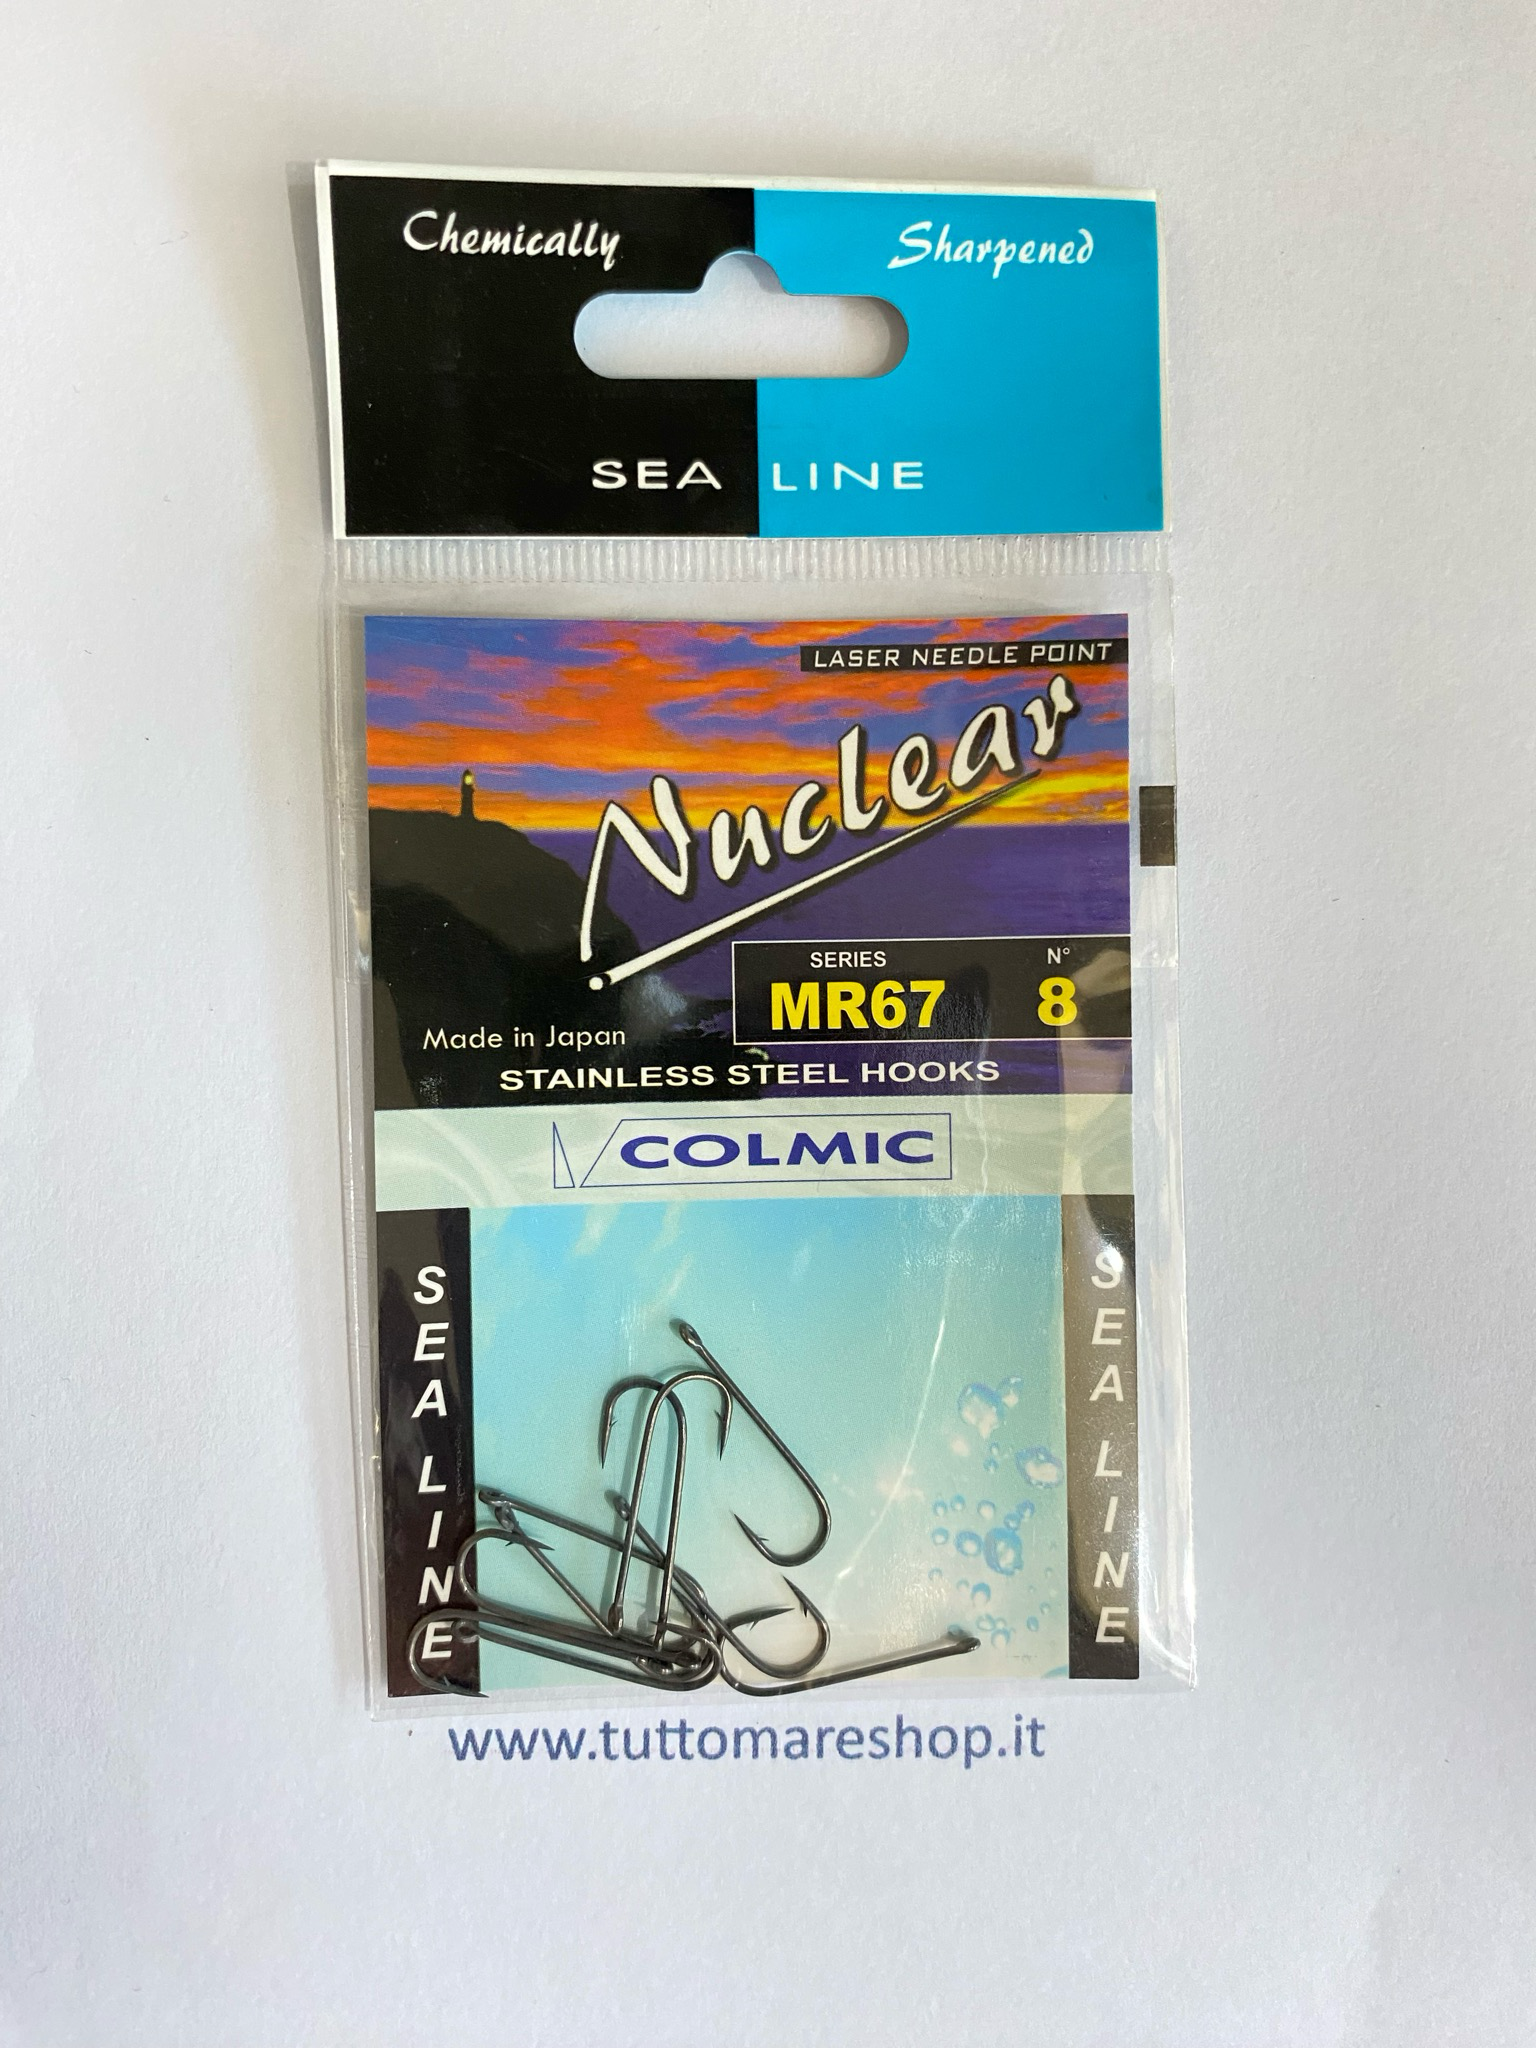 Chemically Sharpened
SEA LINE
LASER NEEDLE POINT
Nuclear
SERIES N°
MR67 8
Made in Japan
STAINLESS STEEL HOOKS
COLMIC
SEA LINE
SEA LINE
www.tuttomareshop.it